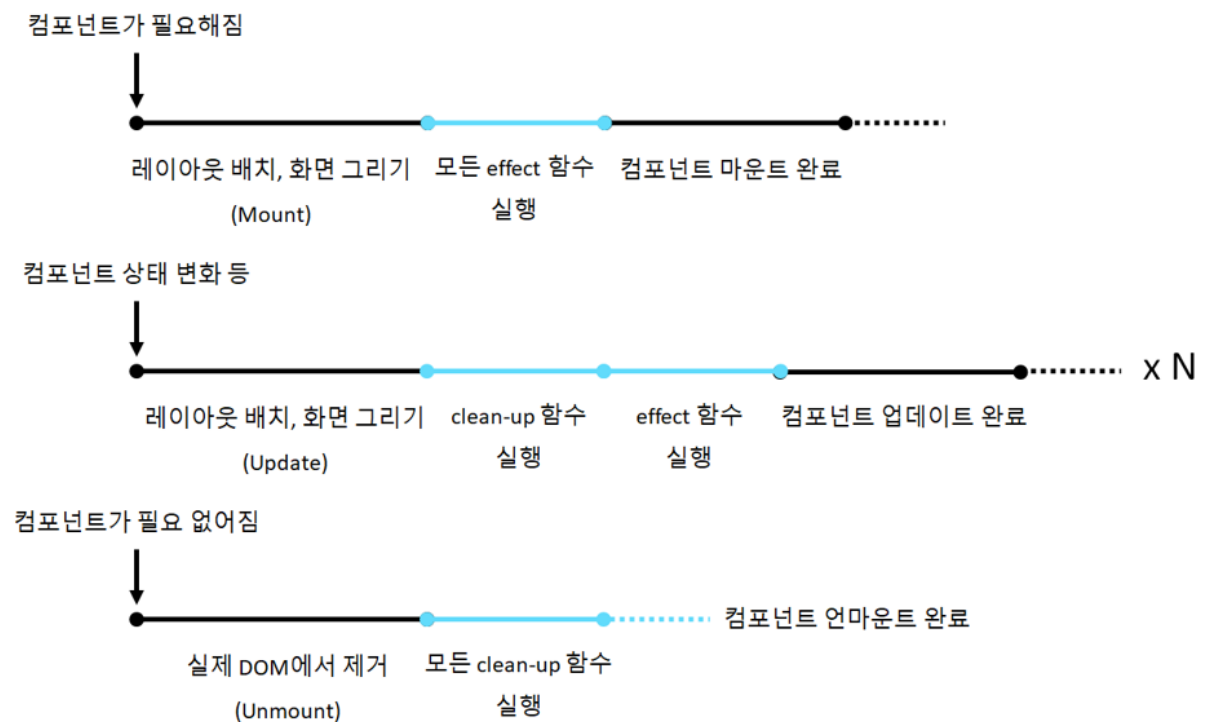 컴포넌트가 필요해짐
레이아웃 배치, 화면 그리기
(Mount)
모든 effect 함수
실행
컴포넌트 마운트 완료
컴포넌트 상태 변화 등
x N
레이아웃 배치, 화면 그리기
(Update)
clean-up 함수
실행
effect 함수
실행
컴포넌트 업데이트 완료
컴포넌트가 필요 없어짐
컴포넌트 언마운트 완료
실제 DOM에서 제거
(Unmount)
모든 clean-up 함수
실행